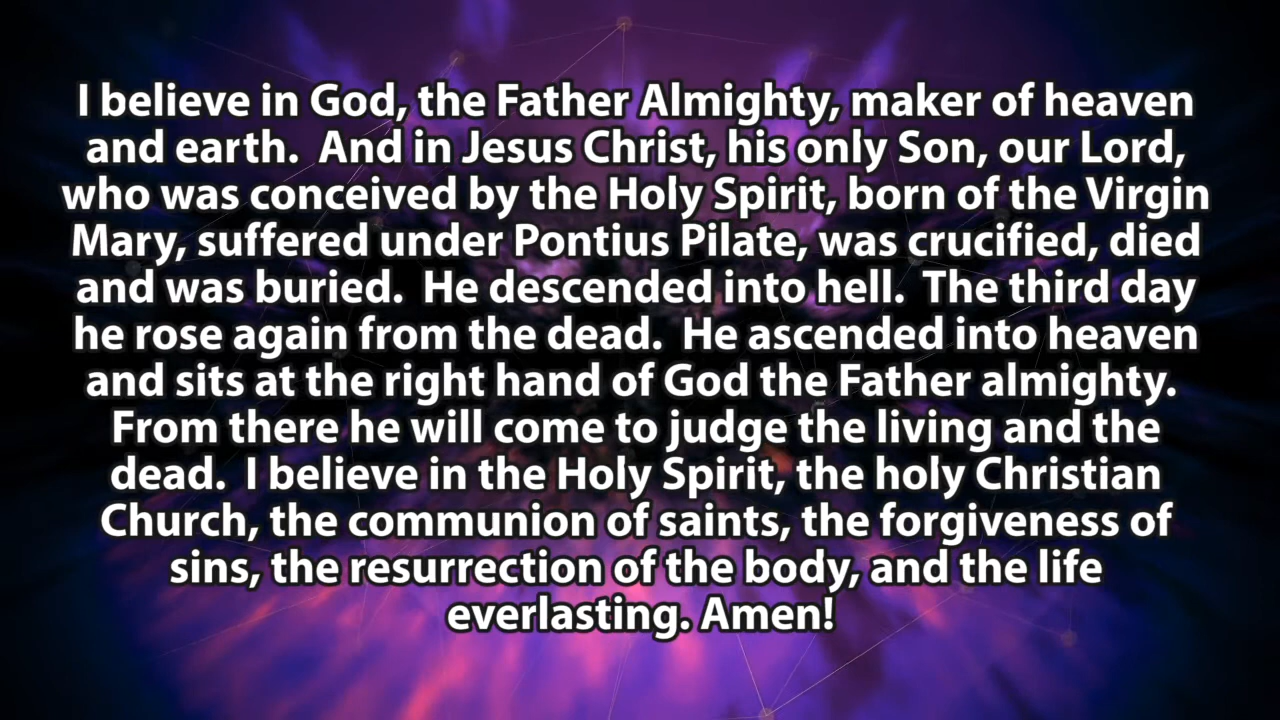 I believe in God, the Father Almighty, maker of heaven
and earth.  And in Jesus Christ, his only Son, our Lord,
who was conceived by the Holy Spirit, born of the Virgin
Mary, suffered under Pontius Pilate, was crucified, died
and was buried.  He descended into hell.  The third day
he rose again from the dead.  He ascended into heaven
and sits at the right hand of God the Father almighty.
From there he will come to judge the living and the
dead.  I believe in the Holy Spirit, the holy Christian
Church, the communion of saints, the forgiveness of
sins, the resurrection of the body, and the life
everlasting. Amen!